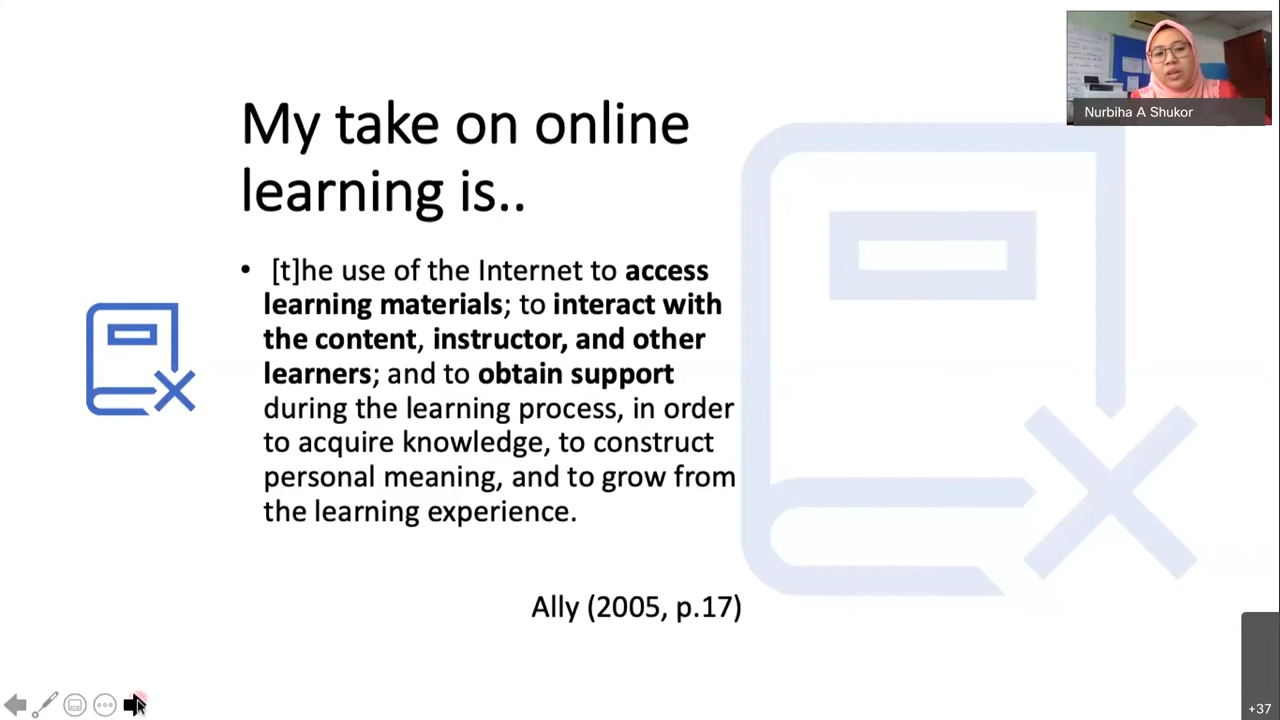 Nurbiha A Shukor
My take on online
learning is..
• [t]he use of the Internet to access
learning materials; to interact with
the content, instructor, and other
learners; and to obtain support
during the learning process, in order
to acquire knowledge, to construct
personal meaning, and to grow from
the learning experience.
Ally (2005, p.17)
+37